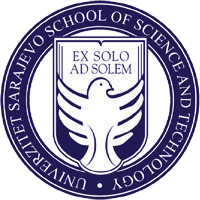 UNIVERZITET SARAJEVO SCHOOL OF SCIENCE AND TECHNOLOGY
EX SOLO
AD SOLEM